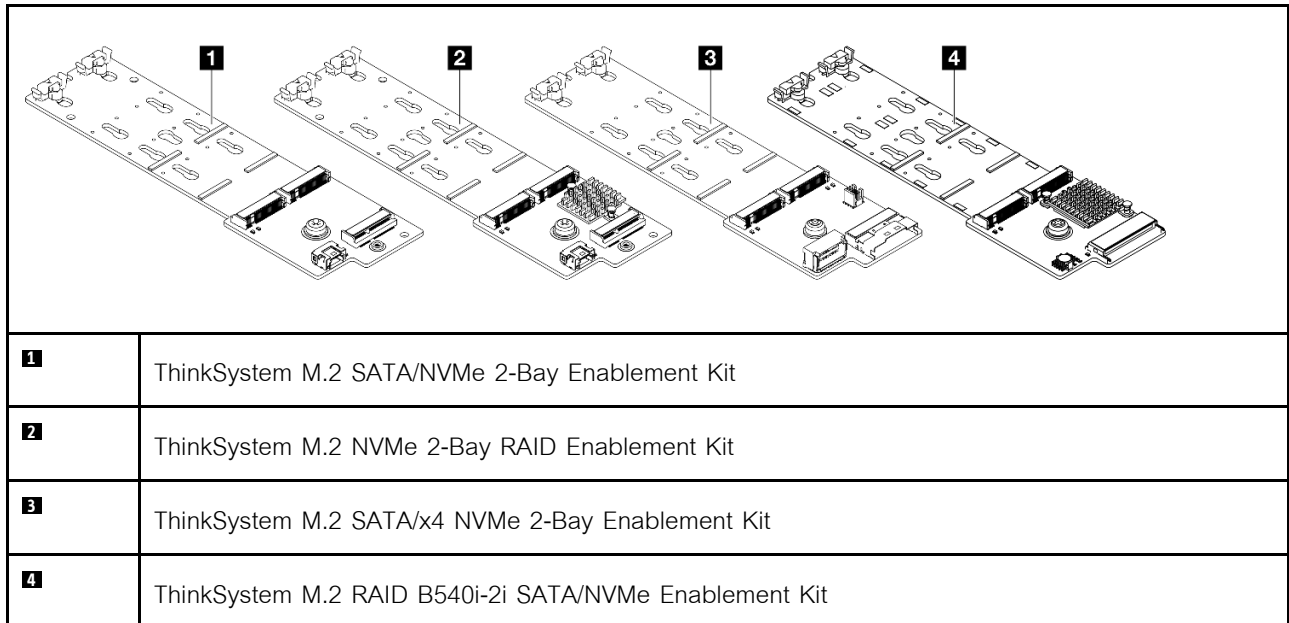 1 2 3 4
1 ThinkSystem M.2 SATA/NVMe 2-Bay Enablement Kit
2 ThinkSystem M.2 NVMe 2-Bay RAID Enablement Kit
3 ThinkSystem M.2 SATA/x4 NVMe 2-Bay Enablement Kit
4 ThinkSystem M.2 RAID B540i-2i SATA/NVMe Enablement Kit